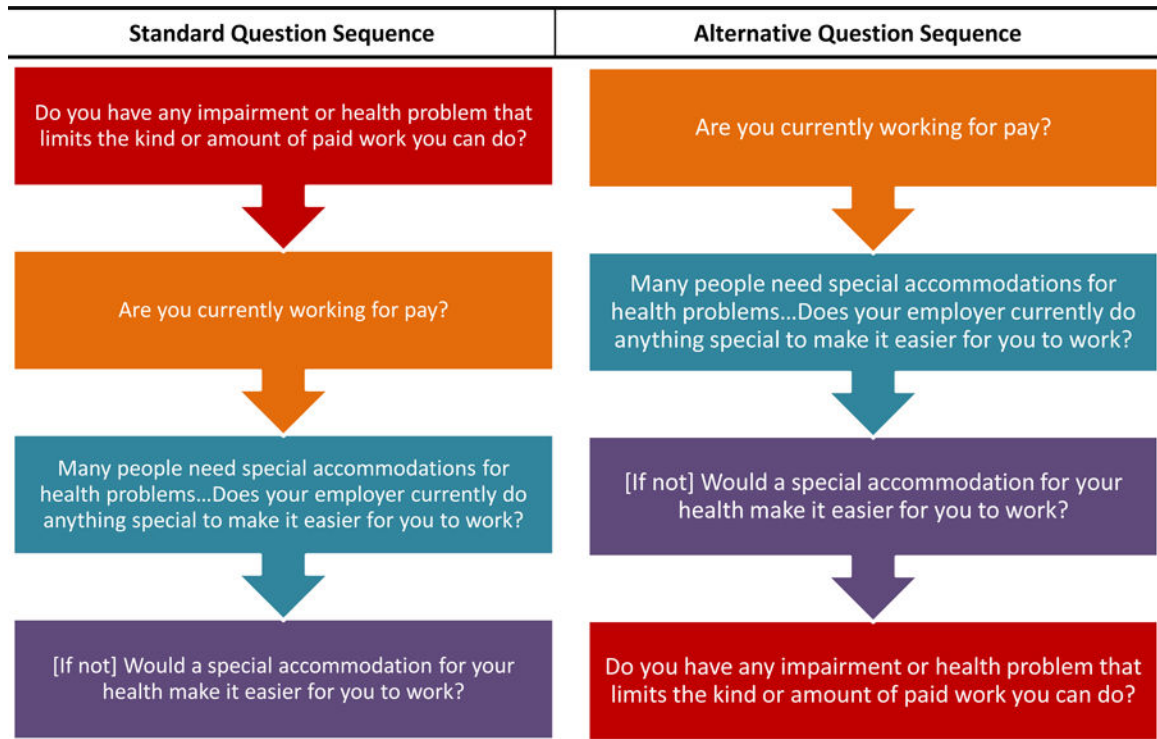 Standard Question Sequence
Do you have any impairment or health problem that
limits the kind or amount of paid work you can do?
Are you currently working for pay?
Many people need special accommodations for
health problems...Does your employer currently do
anything special to make it easier for you to work?
[If not] Would a special accommodation for your
health make it easier for you to work?
Alternative Question Sequence
Are you currently working for pay?
Many people need special accommodations for
health problems...Does your employer currently do
anything special to make it easier for you to work?
[If not] Would a special accommodation for your
health make it easier for you to work?
Do you have any impairment or health problem that
limits the kind or amount of paid work you can do?